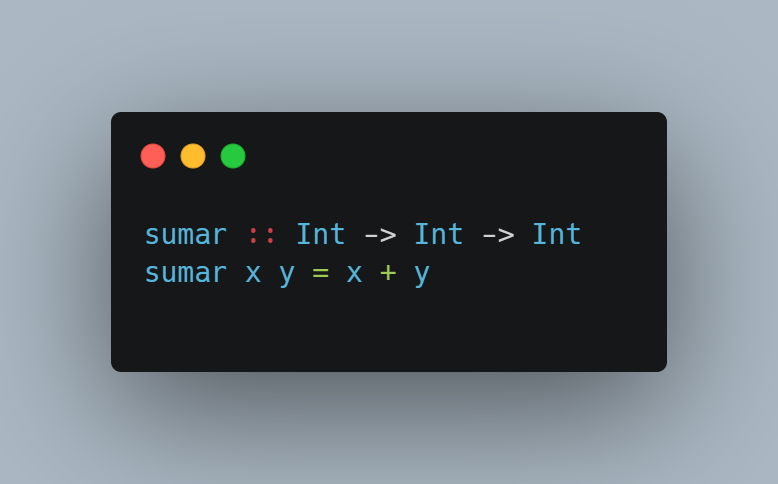 sumar :: Int -> Int -> Int
sumar x y = x + y